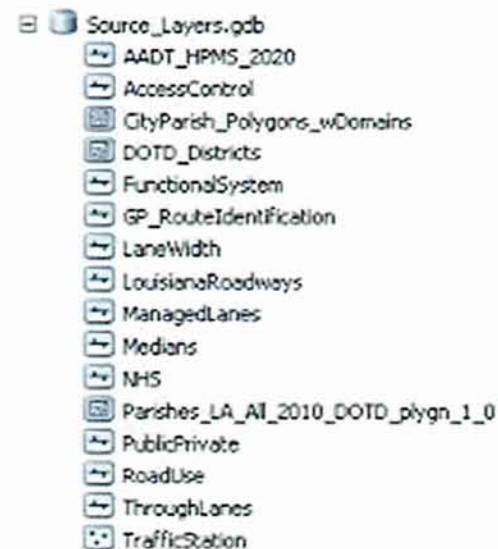 Source_Layers.gdb
AADT_HPMS_2020
AccessControl
CityParish_Polygons_wDomains
DOTD_Districts
FunctionalSystem
GP_RouteIdentification
LaneWidth
LouisianaRoadways
ManagedLanes
Medians
NHS
Parishes_LA_All_2010_DOTD_plygn_1_0
PublicPrivate
RoadUse
ThroughLanes
TrafficStation